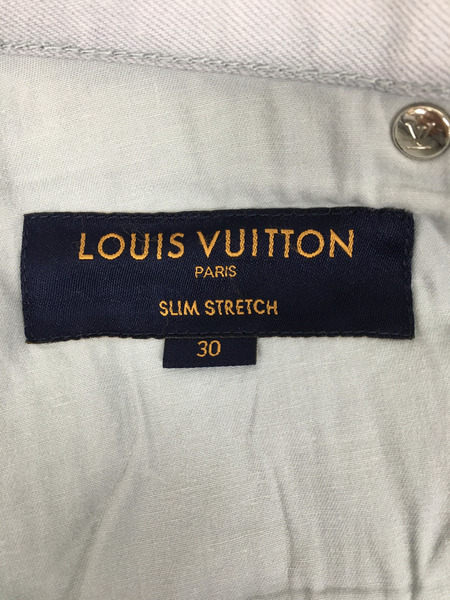 LOUIS VUITTON
PARIS
SLIM STRETCH
30